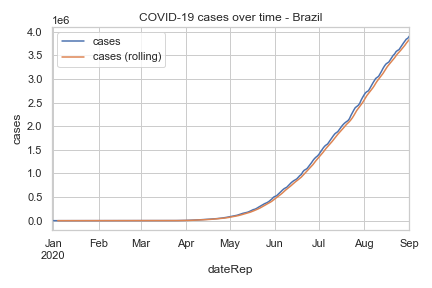 COVID-19 cases over time - Brazil
1e6
cases
cases (rolling)
4.0
3.5
3.0
2.5
2.0
1.5
1.0
0.5
0.0
cases
Jan Feb Mar Apr May Jun Jul Aug Sep
2020
dateRep